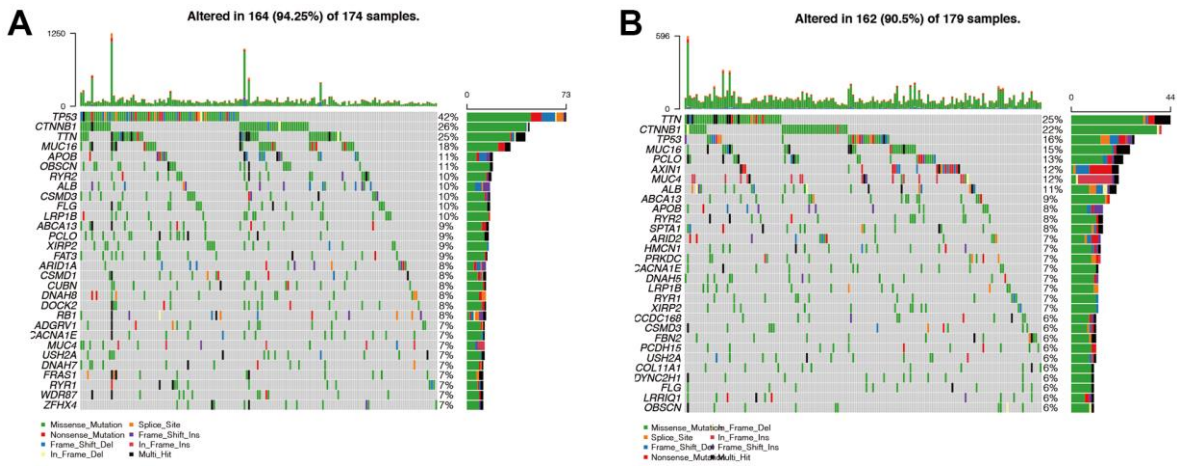 A
Altered in 164 (94.25%) of 174 samples.
1250
0
0 73
TP53 42%
CTNNB1 26%
TTN 25%
MUC16 18%
APOB 11%
OBSCN 11%
RYR2 10%
ALB 10%
CSMD3 10%
FLG 10%
LRP1B 10%
ABCA13 9%
PCLO 9%
XIRP2 9%
FAT3 9%
ARID1A 8%
CSMD1 8%
CUBN 8%
DNAH8 8%
DOCK2 8%
RB1 8%
ADGRV1 7%
CACNA1E 7%
MUC4 7%
USH2A 7%
DNAH7 7%
FRAS1 7%
RYR1 7%
WDR87 7%
ZFHX4 7%
Missense_Mutation Splice_Site
Nonsense_Mutation Frame_Shift_Ins
Frame_Shift_Del In_Frame_Ins
In_Frame_Del Multi_Hit
B
Altered in 162 (90.5%) of 179 samples.
596
0
0 44
TTN 25%
CTNNB1 22%
TP53 16%
MUC16 15%
PCLO 13%
AXIN1 12%
MUC4 12%
ALB 11%
ABCA13 9%
APOB 8%
RYR2 8%
SPTA1 8%
ARID2 7%
HMCN1 7%
PRKDC 7%
CACNA1E 7%
DNAH5 7%
LRP1B 7%
RYR1 7%
XIRP2 7%
CCDC168 6%
CSMD3 6%
FBN2 6%
PCDH15 6%
USH2A 6%
COL11A1 6%
DYNC2H1 6%
FLG 6%
LRRIQ1 6%
OBSCN 6%
Missense_Mutation In_Frame_Del
Splice_Site In_Frame_Ins
Frame_Shift_Del Frame_Shift_Ins
Nonsense_Mutation Multi_Hit